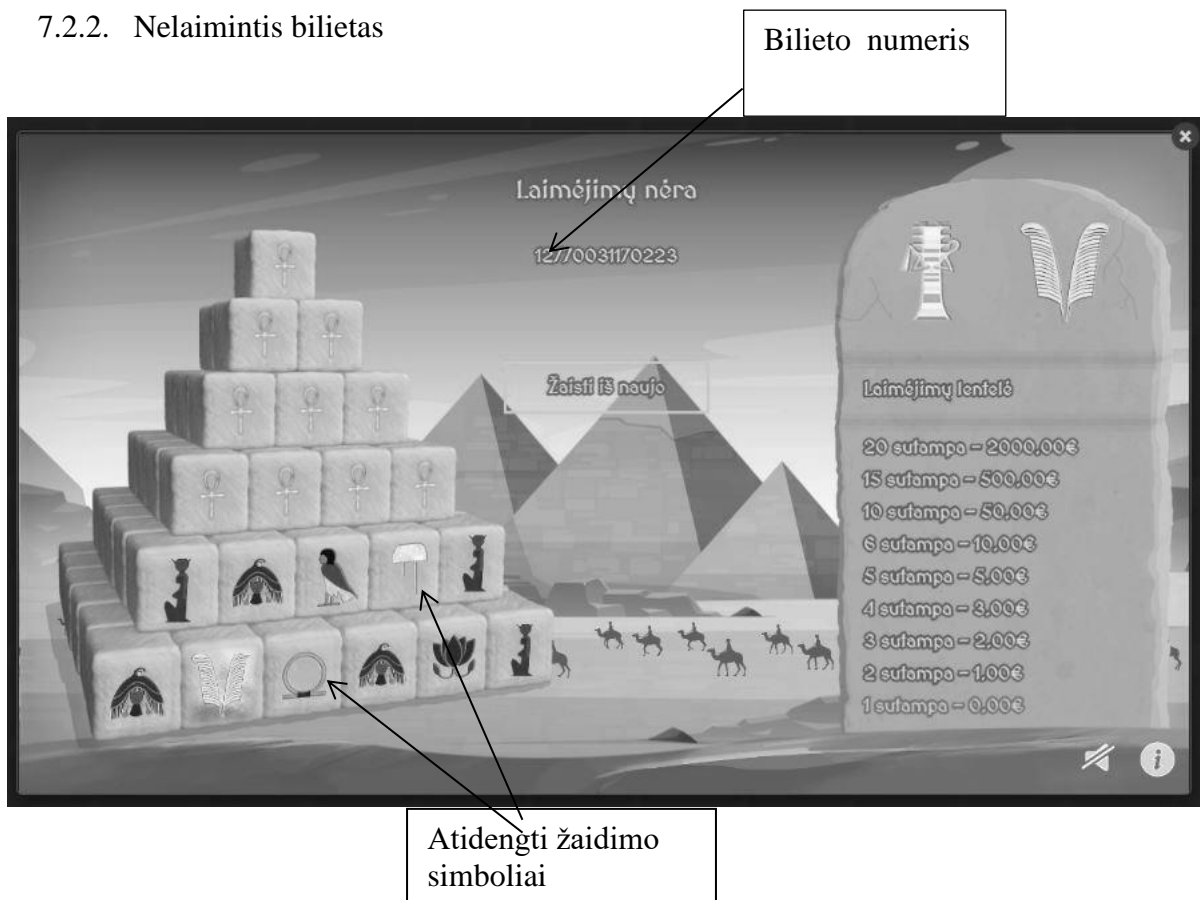 7.2.2. Nelaimintis bilietas
Bilieto numeris
Laimėjimų nėra
12770031170223
Žaisti iš naujo
Laimėjimų lentelė
20 sutampa - 2000,00€
15 sutampa - 500,00€
10 sutampa - 50,00€
6 sutampa - 10,00€
5 sutampa - 5,00€
4 sutampa - 3,00€
3 sutampa - 2,00€
2 sutampa - 1,00€
1 sutampa - 0,00€
Atidengti žaidimo
simboliai